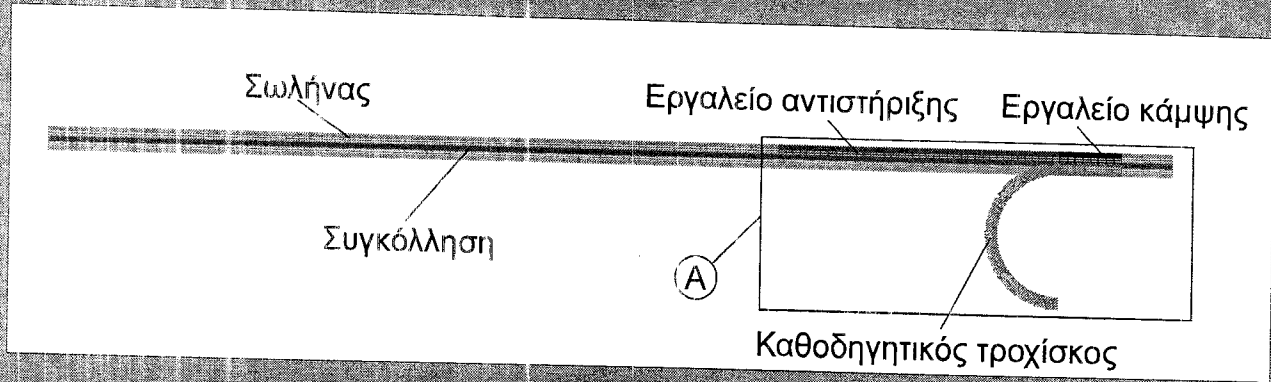 Σωλήνας
Εργαλείο αντιστήριξης
Εργαλείο κάμψης
Συγκόλληση
A
Καθοδηγητικός τροχίσκος